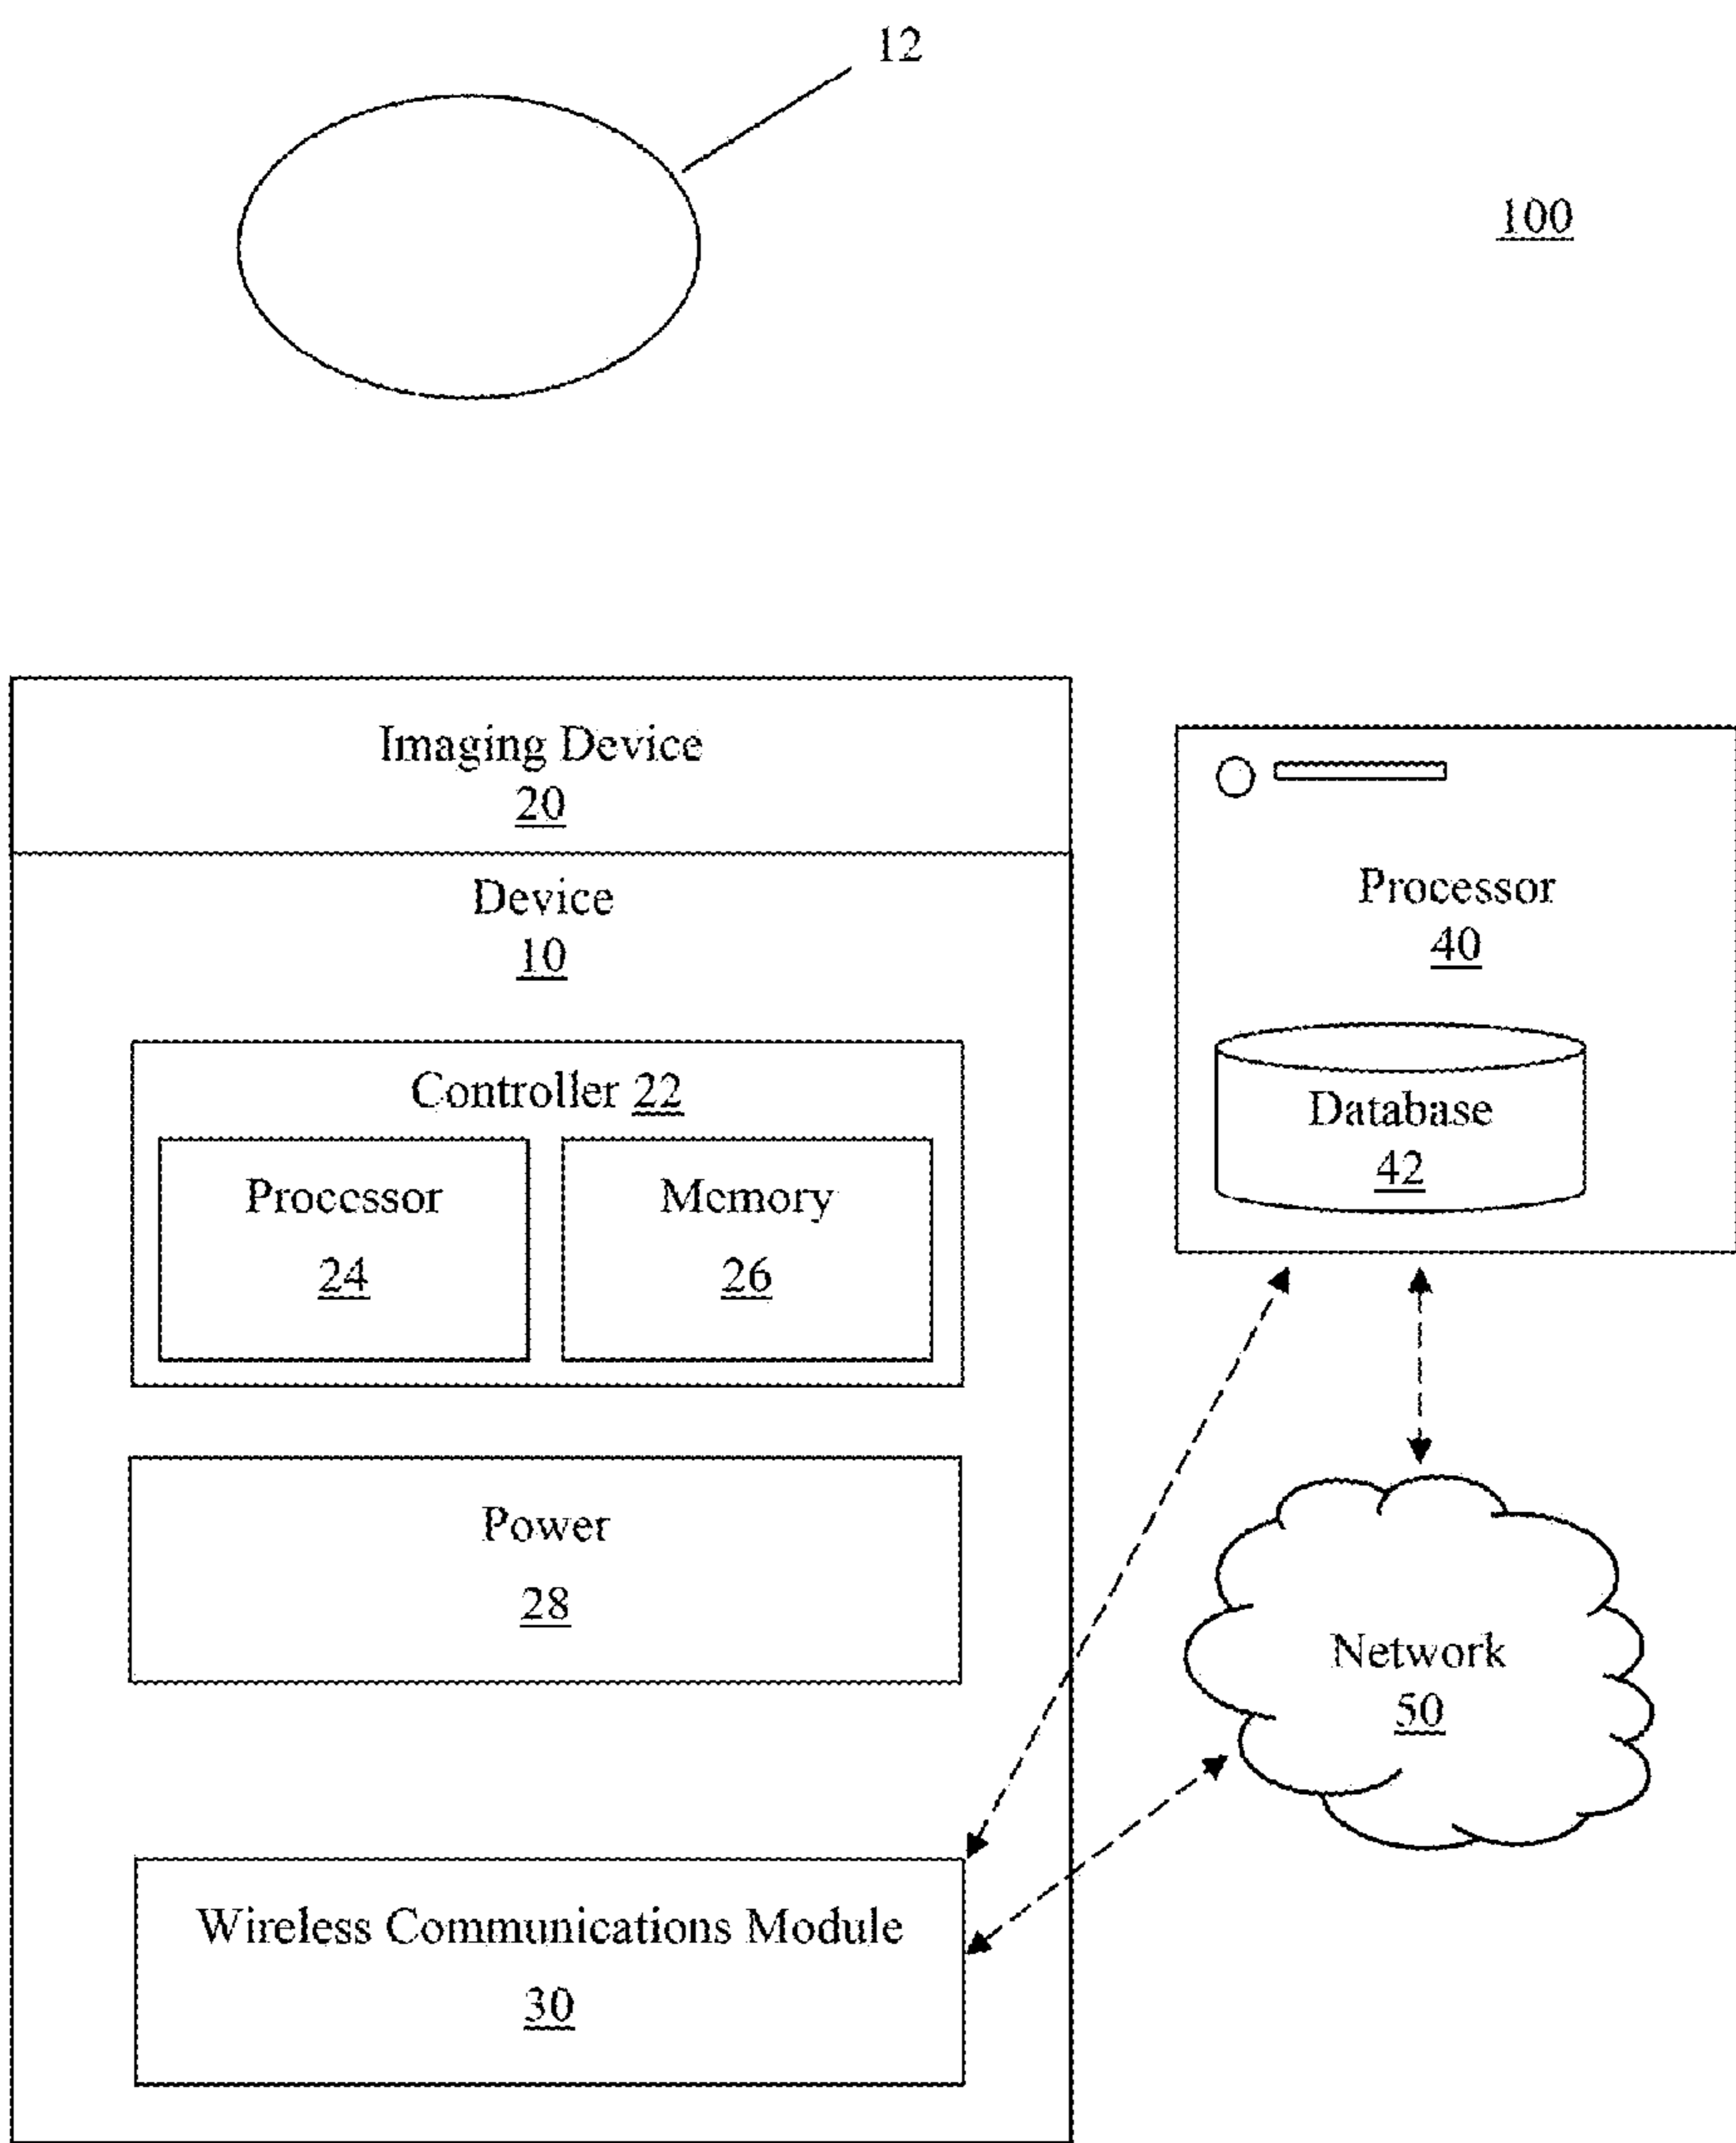 12
100
Imaging Device
20
Device
10
Controller 22
Processor
24
Memory
26
Power
28
Wireless Communications Module
30
Processor
40
Database
42
Network
50